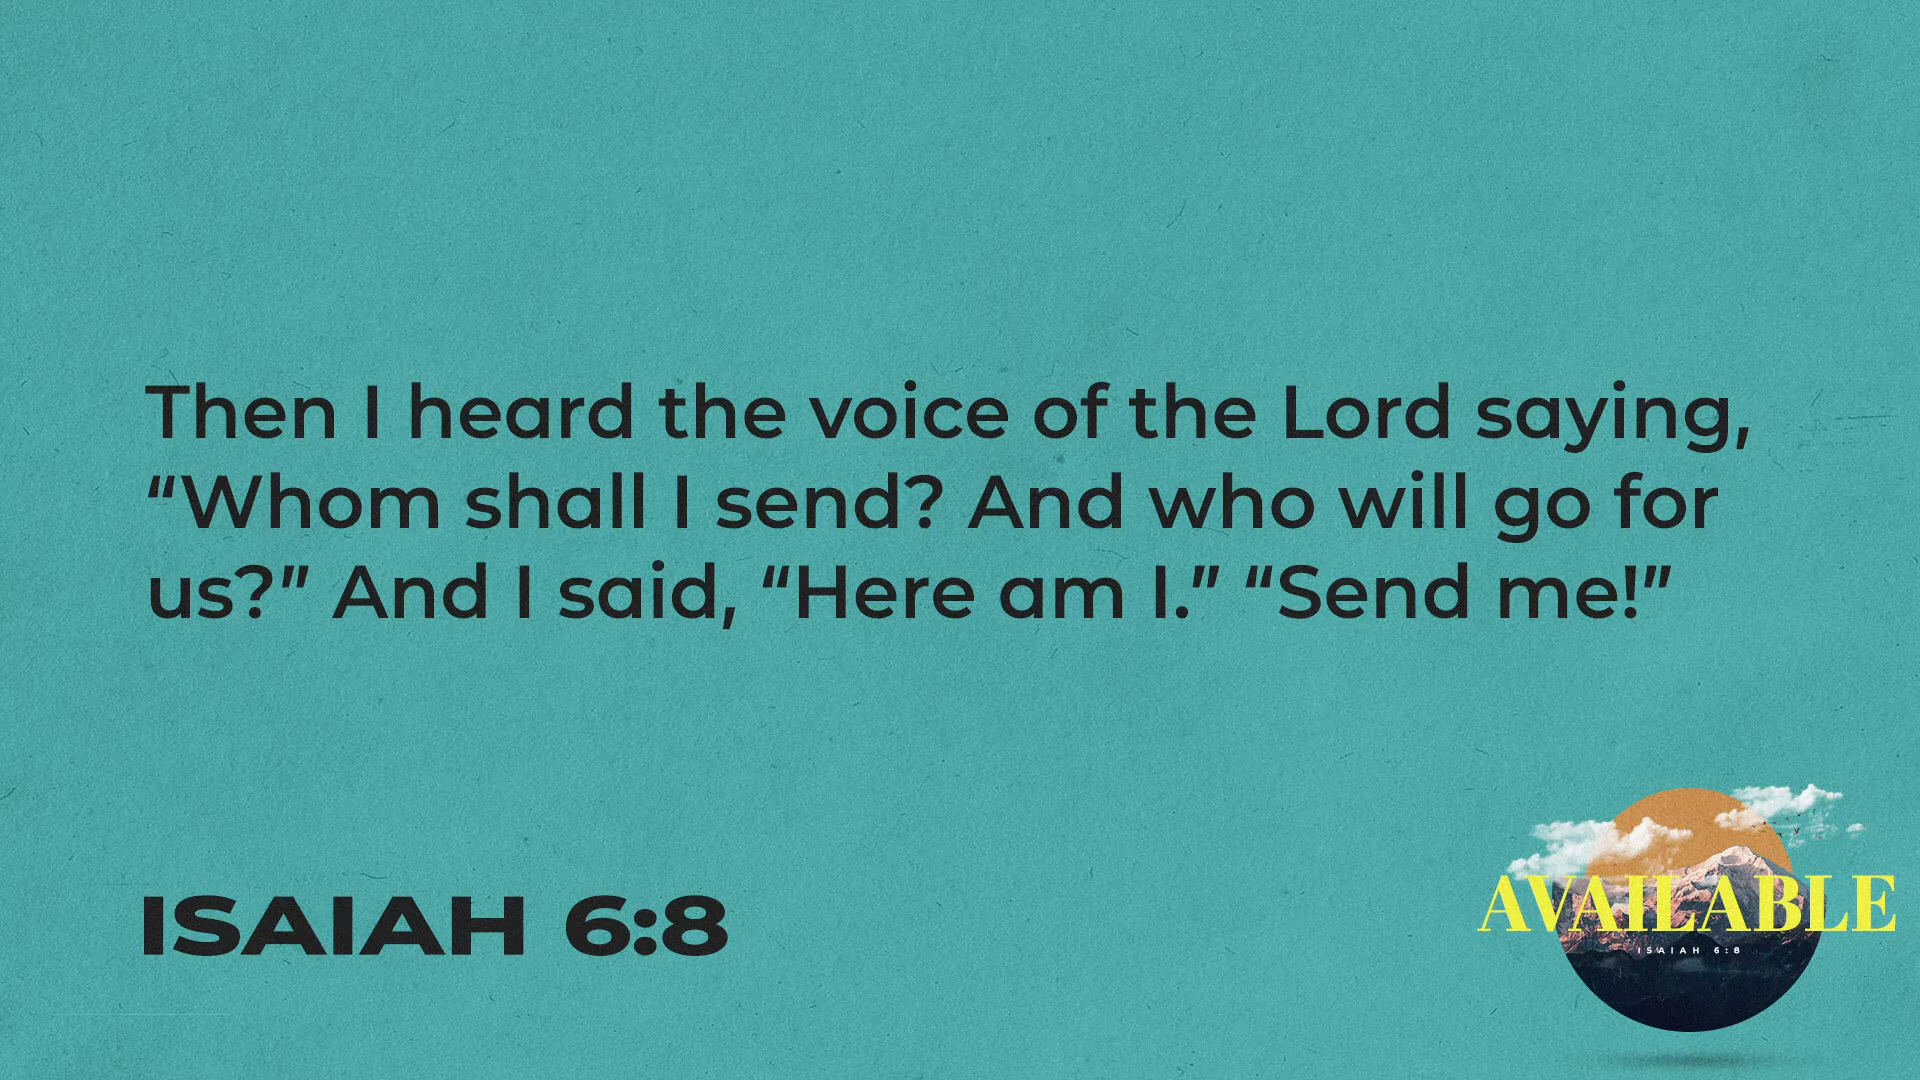 Then I heard the voice of the Lord saying,
“Whom shall I send? And who will go for
us?” And I said, “Here am I.” “Send me!”
ISAIAH 6:8
AVAILABLE
ISAIAH 6:8